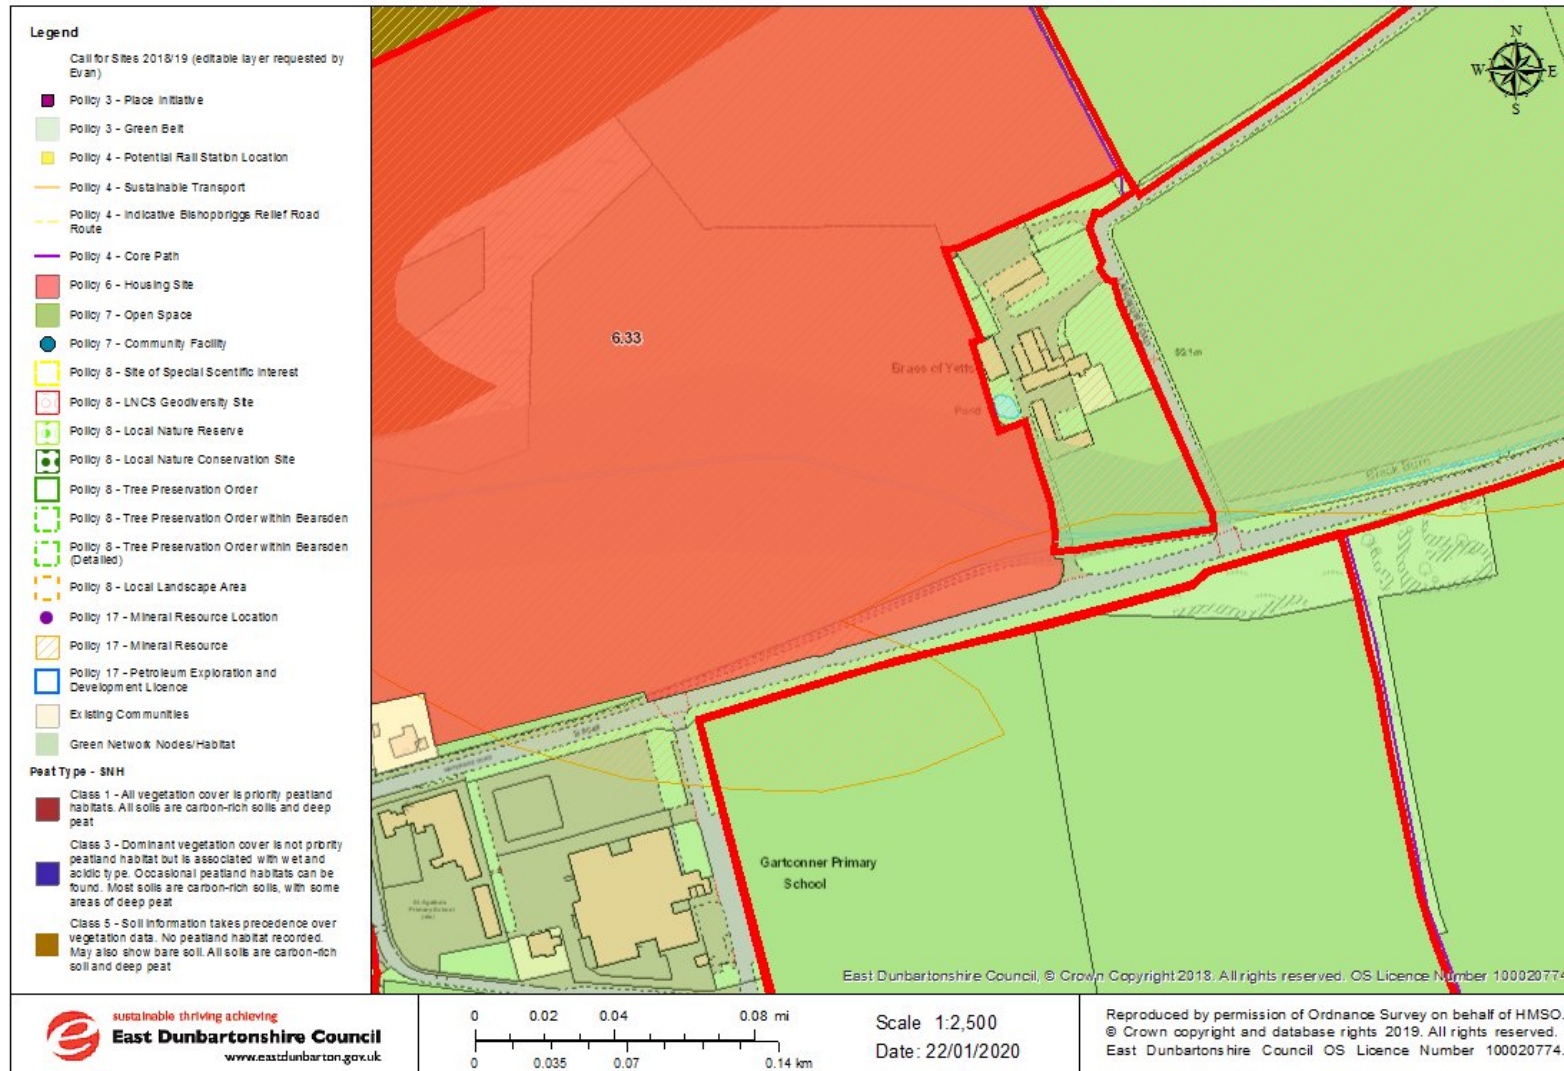 Legend
Call for Sites 2018/19 (editable layer requested by
Evan)
Policy 3 - Place Initiative
Policy 3 - Green Belt
Policy 4 - Potential Rail Station Location
Policy 4 - Sustainable Transport
Policy 4 - Indicative Bishopbriggs Relief Road
Route
Policy 4 - Core Path
Policy 6 - Housing Site
Policy 7 - Open Space
Policy 7 - Community Facility
Policy 8 - Site of Special Scientific Interest
Policy 8 - LNCS Geodiversity Site
Policy 8 - Local Nature Reserve
Policy 8 - Local Nature Conservation Site
Policy 8 - Tree Preservation Order
Policy 8 - Tree Preservation Order within Bearsden
Policy 8 - Tree Preservation Order within Bearsden
(Detailed)
Policy 8 - Local Landscape Area
Policy 17 - Mineral Resource Location
Policy 17 - Mineral Resource
Policy 17 - Petroleum Exploration and
Development Licence
Existing Communities
Green Network Nodes/Habitat
Peat Type - SNH
Class 1 - All vegetation cover is priority peatland
habitats. All soils are carbon-rich soils and deep
peat
Class 3 - Dominant vegetation cover is not priority
peatland habitat but is associated with wet and
acidic type. Occasional peatland habitats can be
found. Most soils are carbon-rich soils, with some
areas of deep peat
Class 5 - Soil information takes precedence over
vegetation data. No peatland habitat recorded.
May also show bare soil. All soils are carbon-rich
soil and deep peat
N
W E
S
6.33
Braes of Yetts
Pond
Black Burn
Gartconner Primary
School
St Agatha's
Primary School
East Dunbartonshire Council, © Crown Copyright 2018. All rights reserved. OS Licence Number 100020774
sustainable thriving achieving
East Dunbartonshire Council
www.eastdunbarton.gov.uk
0 0.02 0.04 0.08 mi
0 0.035 0.07 0.14 km
Scale 1:2,500
Date: 22/01/2020
Reproduced by permission of Ordnance Survey on behalf of HMSO.
© Crown copyright and database rights 2019. All rights reserved.
East Dunbartonshire Council OS Licence Number 100020774.